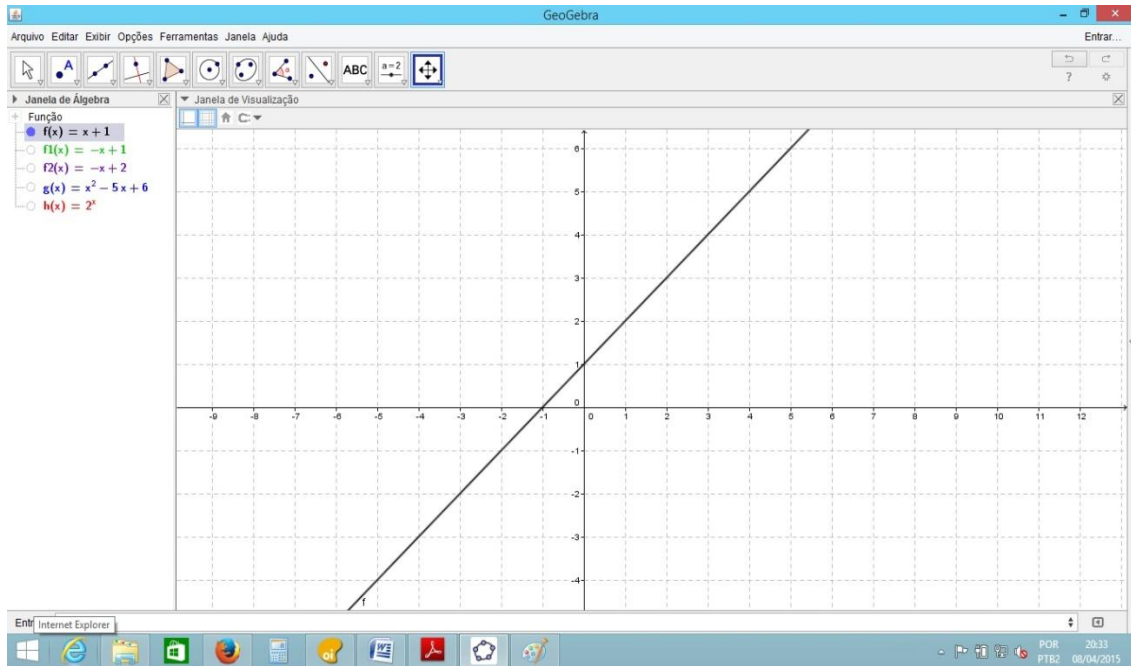 GeoGebra
Arquivo Editar Exibir Opções Ferramentas Janela Ajuda
Entrar...
A
ABC
a=2
?
Janela de Álgebra
Janela de Visualização
Função
f(x) = x + 1
f1(x) = −x + 1
f2(x) = −x + 2
g(x) = x² − 5 x + 6
h(x) = 2ˣ
6
5
4
3
2
1
0
-9 -8 -7 -6 -5 -4 -3 -2 -1 0 1 2 3 4 5 6 7 8 9 10 11 12
-1
-2
-3
-4
f
Entr
Internet Explorer
oi
W
POR 20:33
PTB2 08/04/2015